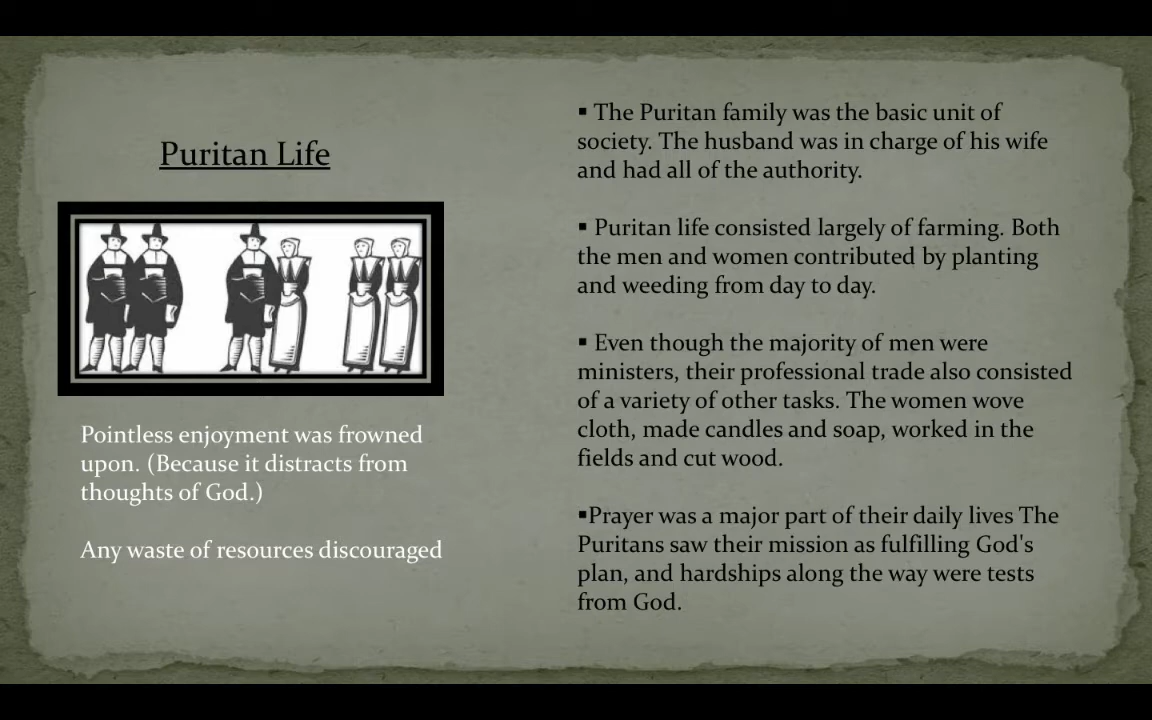 Puritan Life
Pointless enjoyment was frowned
upon. (Because it distracts from
thoughts of God.)
Any waste of resources discouraged
▪ The Puritan family was the basic unit of
society. The husband was in charge of his wife
and had all of the authority.
▪ Puritan life consisted largely of farming. Both
the men and women contributed by planting
and weeding from day to day.
▪ Even though the majority of men were
ministers, their professional trade also consisted
of a variety of other tasks. The women wove
cloth, made candles and soap, worked in the
fields and cut wood.
▪Prayer was a major part of their daily lives The
Puritans saw their mission as fulfilling God's
plan, and hardships along the way were tests
from God.